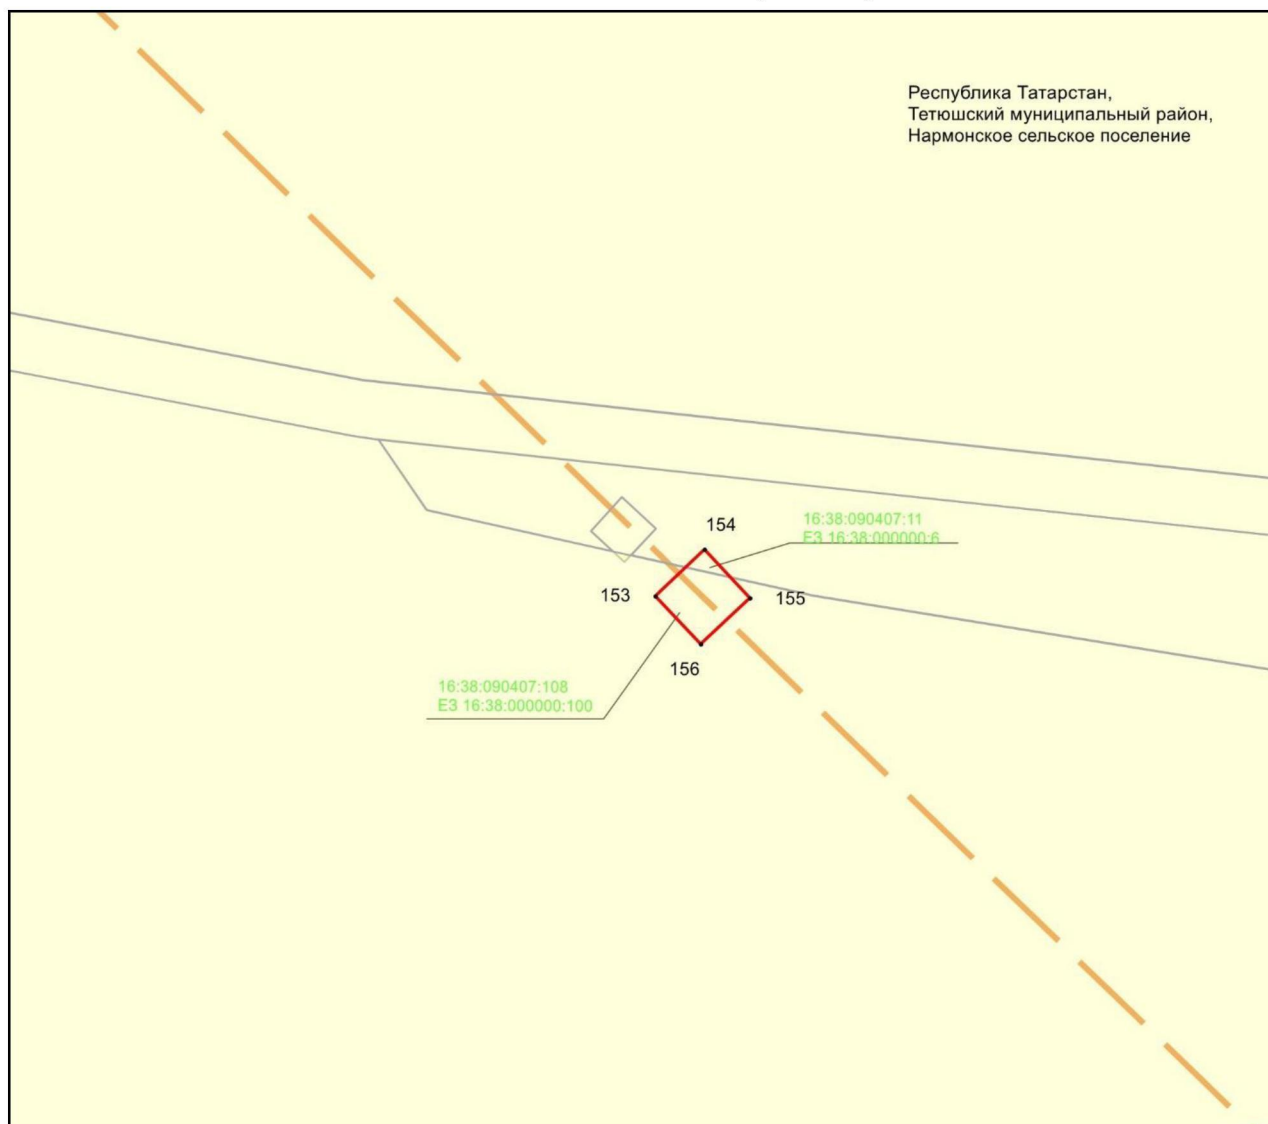 Республика Татарстан,
Тетюшский муниципальный район,
Нармонское сельское поселение
154
16:38:090407:11
ЕЗ 16:38:000000:6
153
155
156
16:38:090407:108
ЕЗ 16:38:000000:100